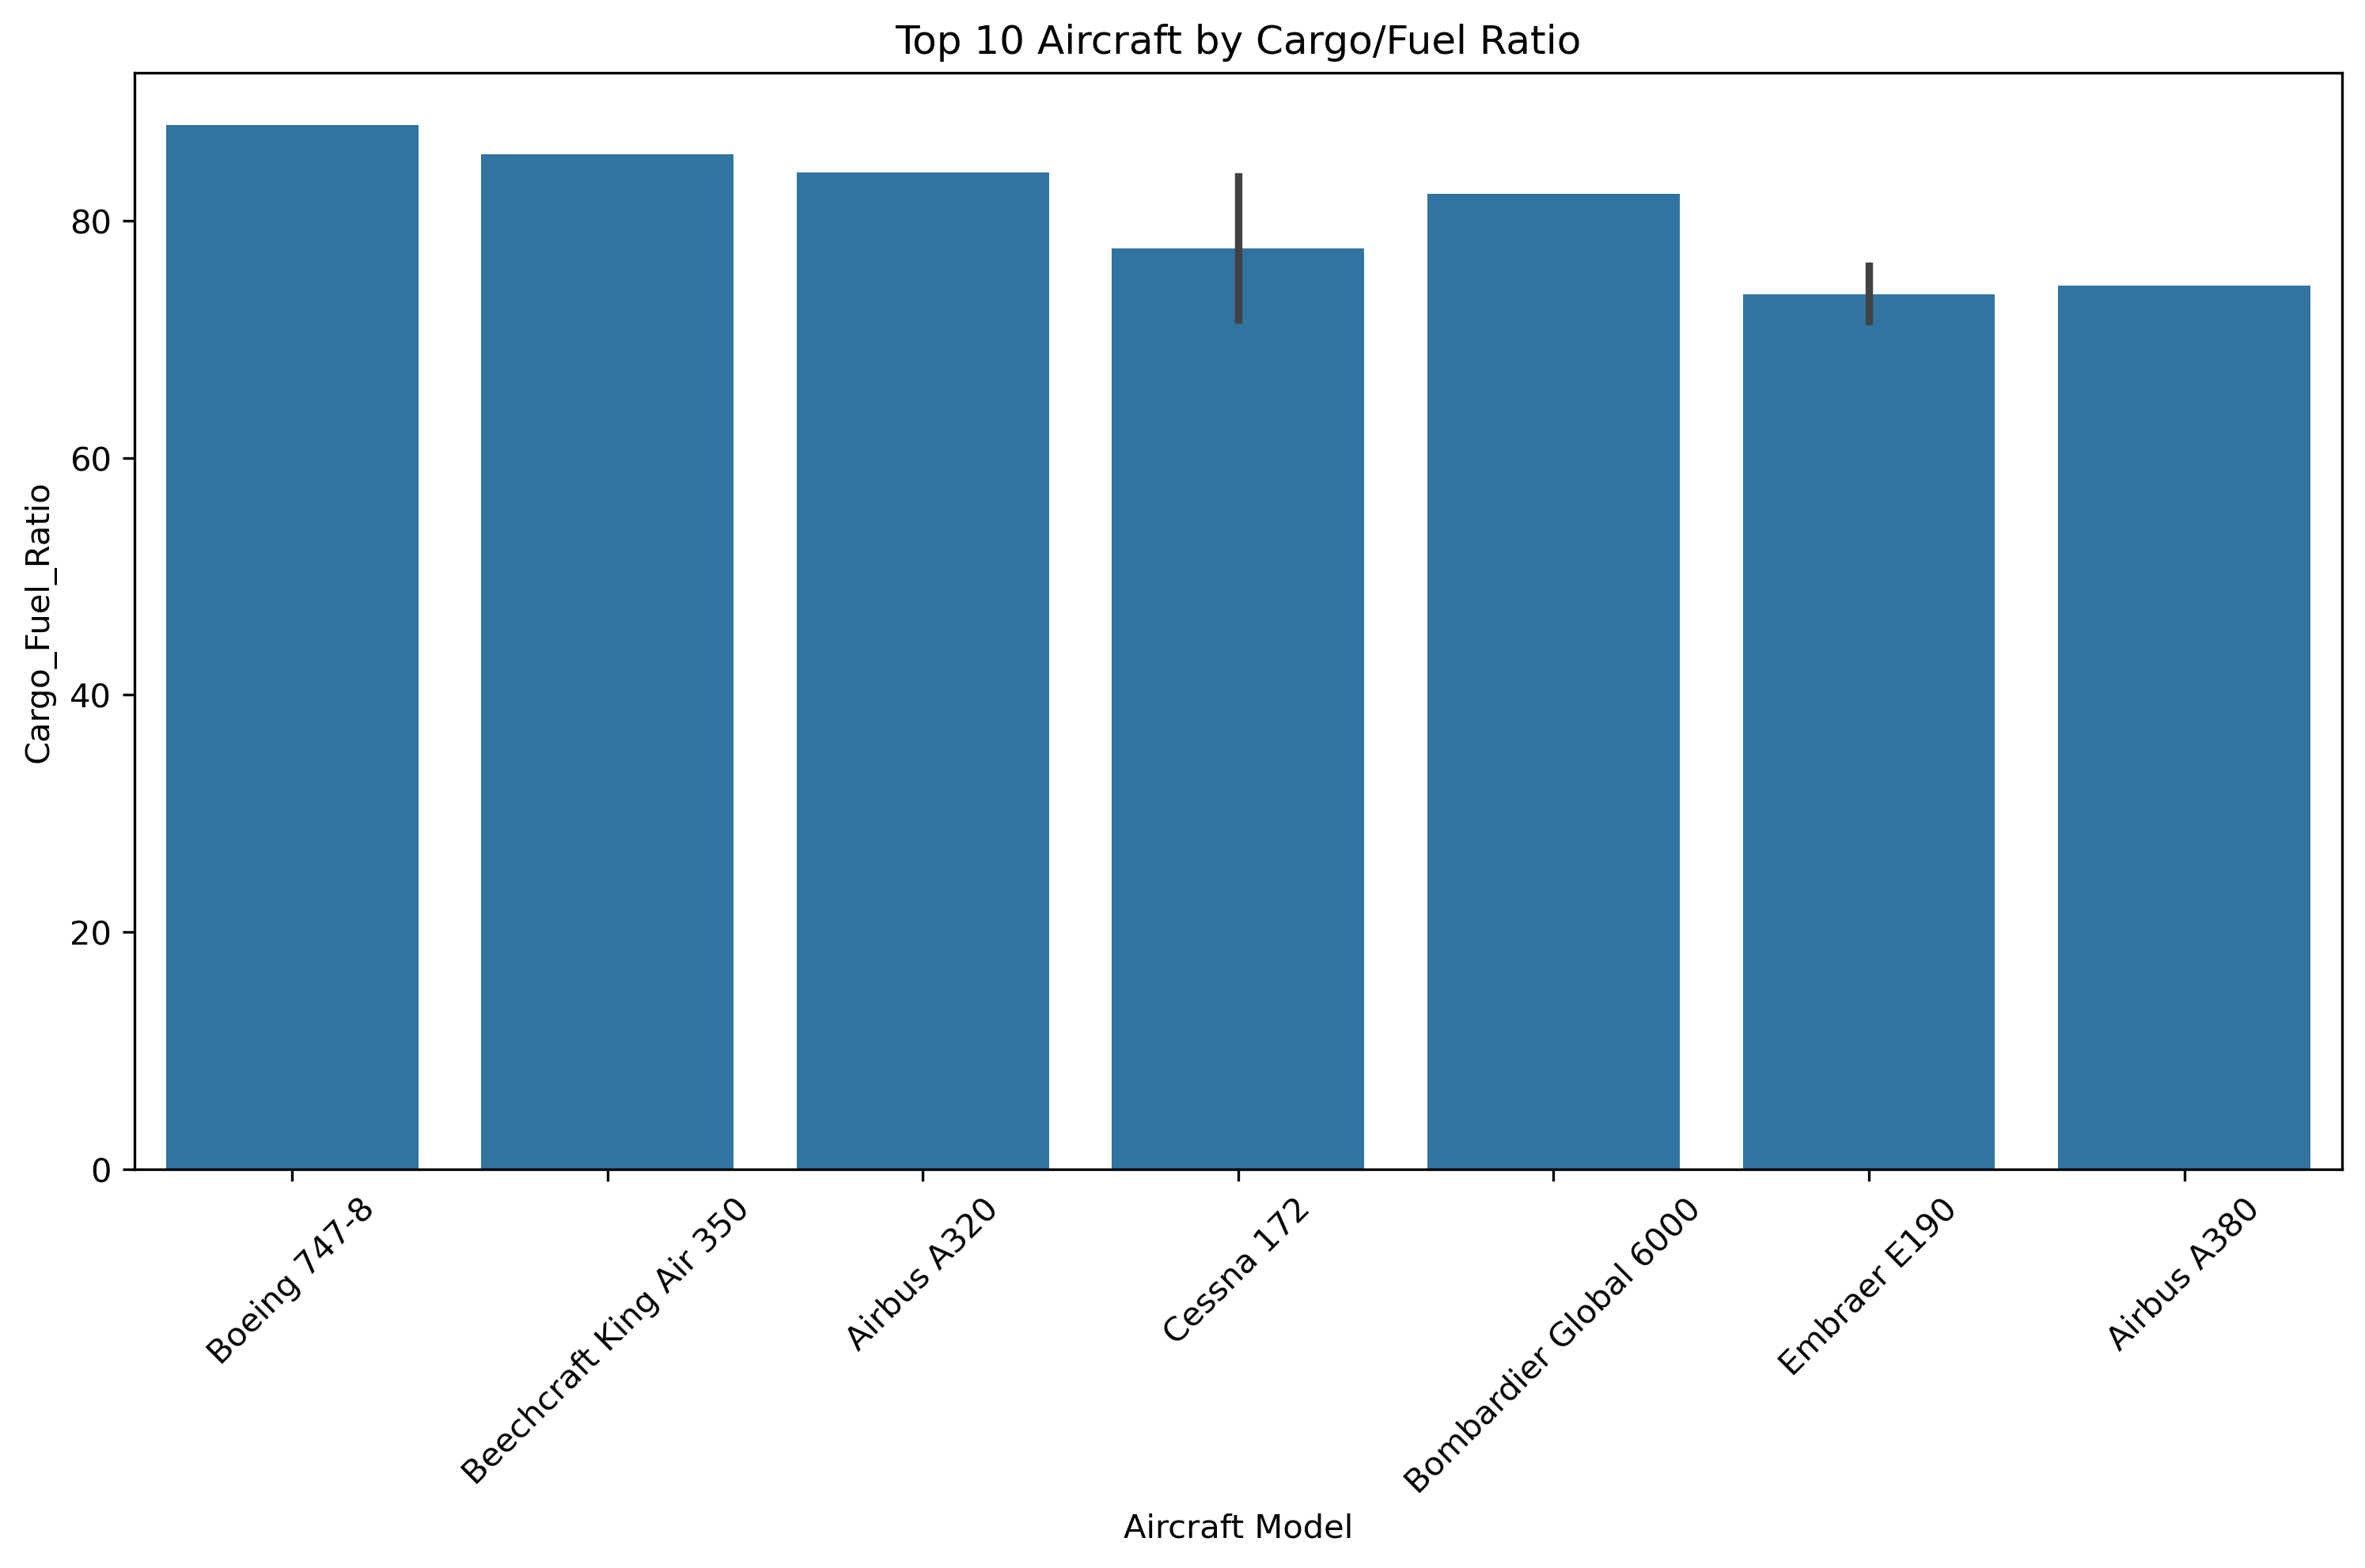 Top 10 Aircraft by Cargo/Fuel Ratio
Cargo_Fuel_Ratio
80
60
40
20
0
Boeing 747-8
Beechcraft King Air 350
Airbus A320
Cessna 172
Bombardier Global 6000
Embraer E190
Airbus A380
Aircraft Model